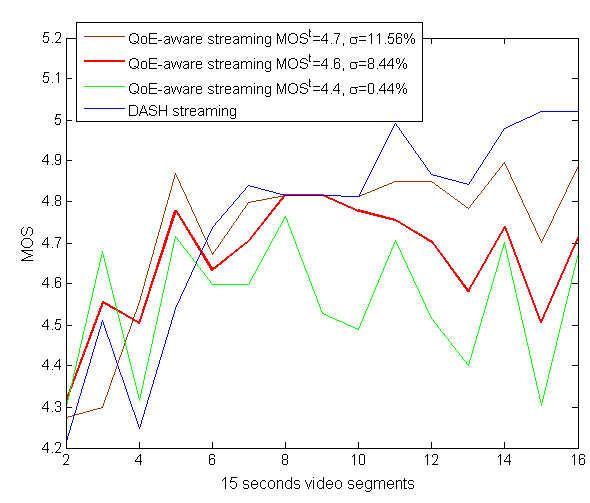 QoE-aware streaming MOSᵗ=4.7, σ=11.56%
QoE-aware streaming MOSᵗ=4.6, σ=8.44%
QoE-aware streaming MOSᵗ=4.4, σ=0.44%
DASH streaming
5.2
5.1
5
4.9
4.8
4.7
4.6
4.5
4.4
4.3
4.2
MOS
2 4 6 8 10 12 14 16
15 seconds video segments